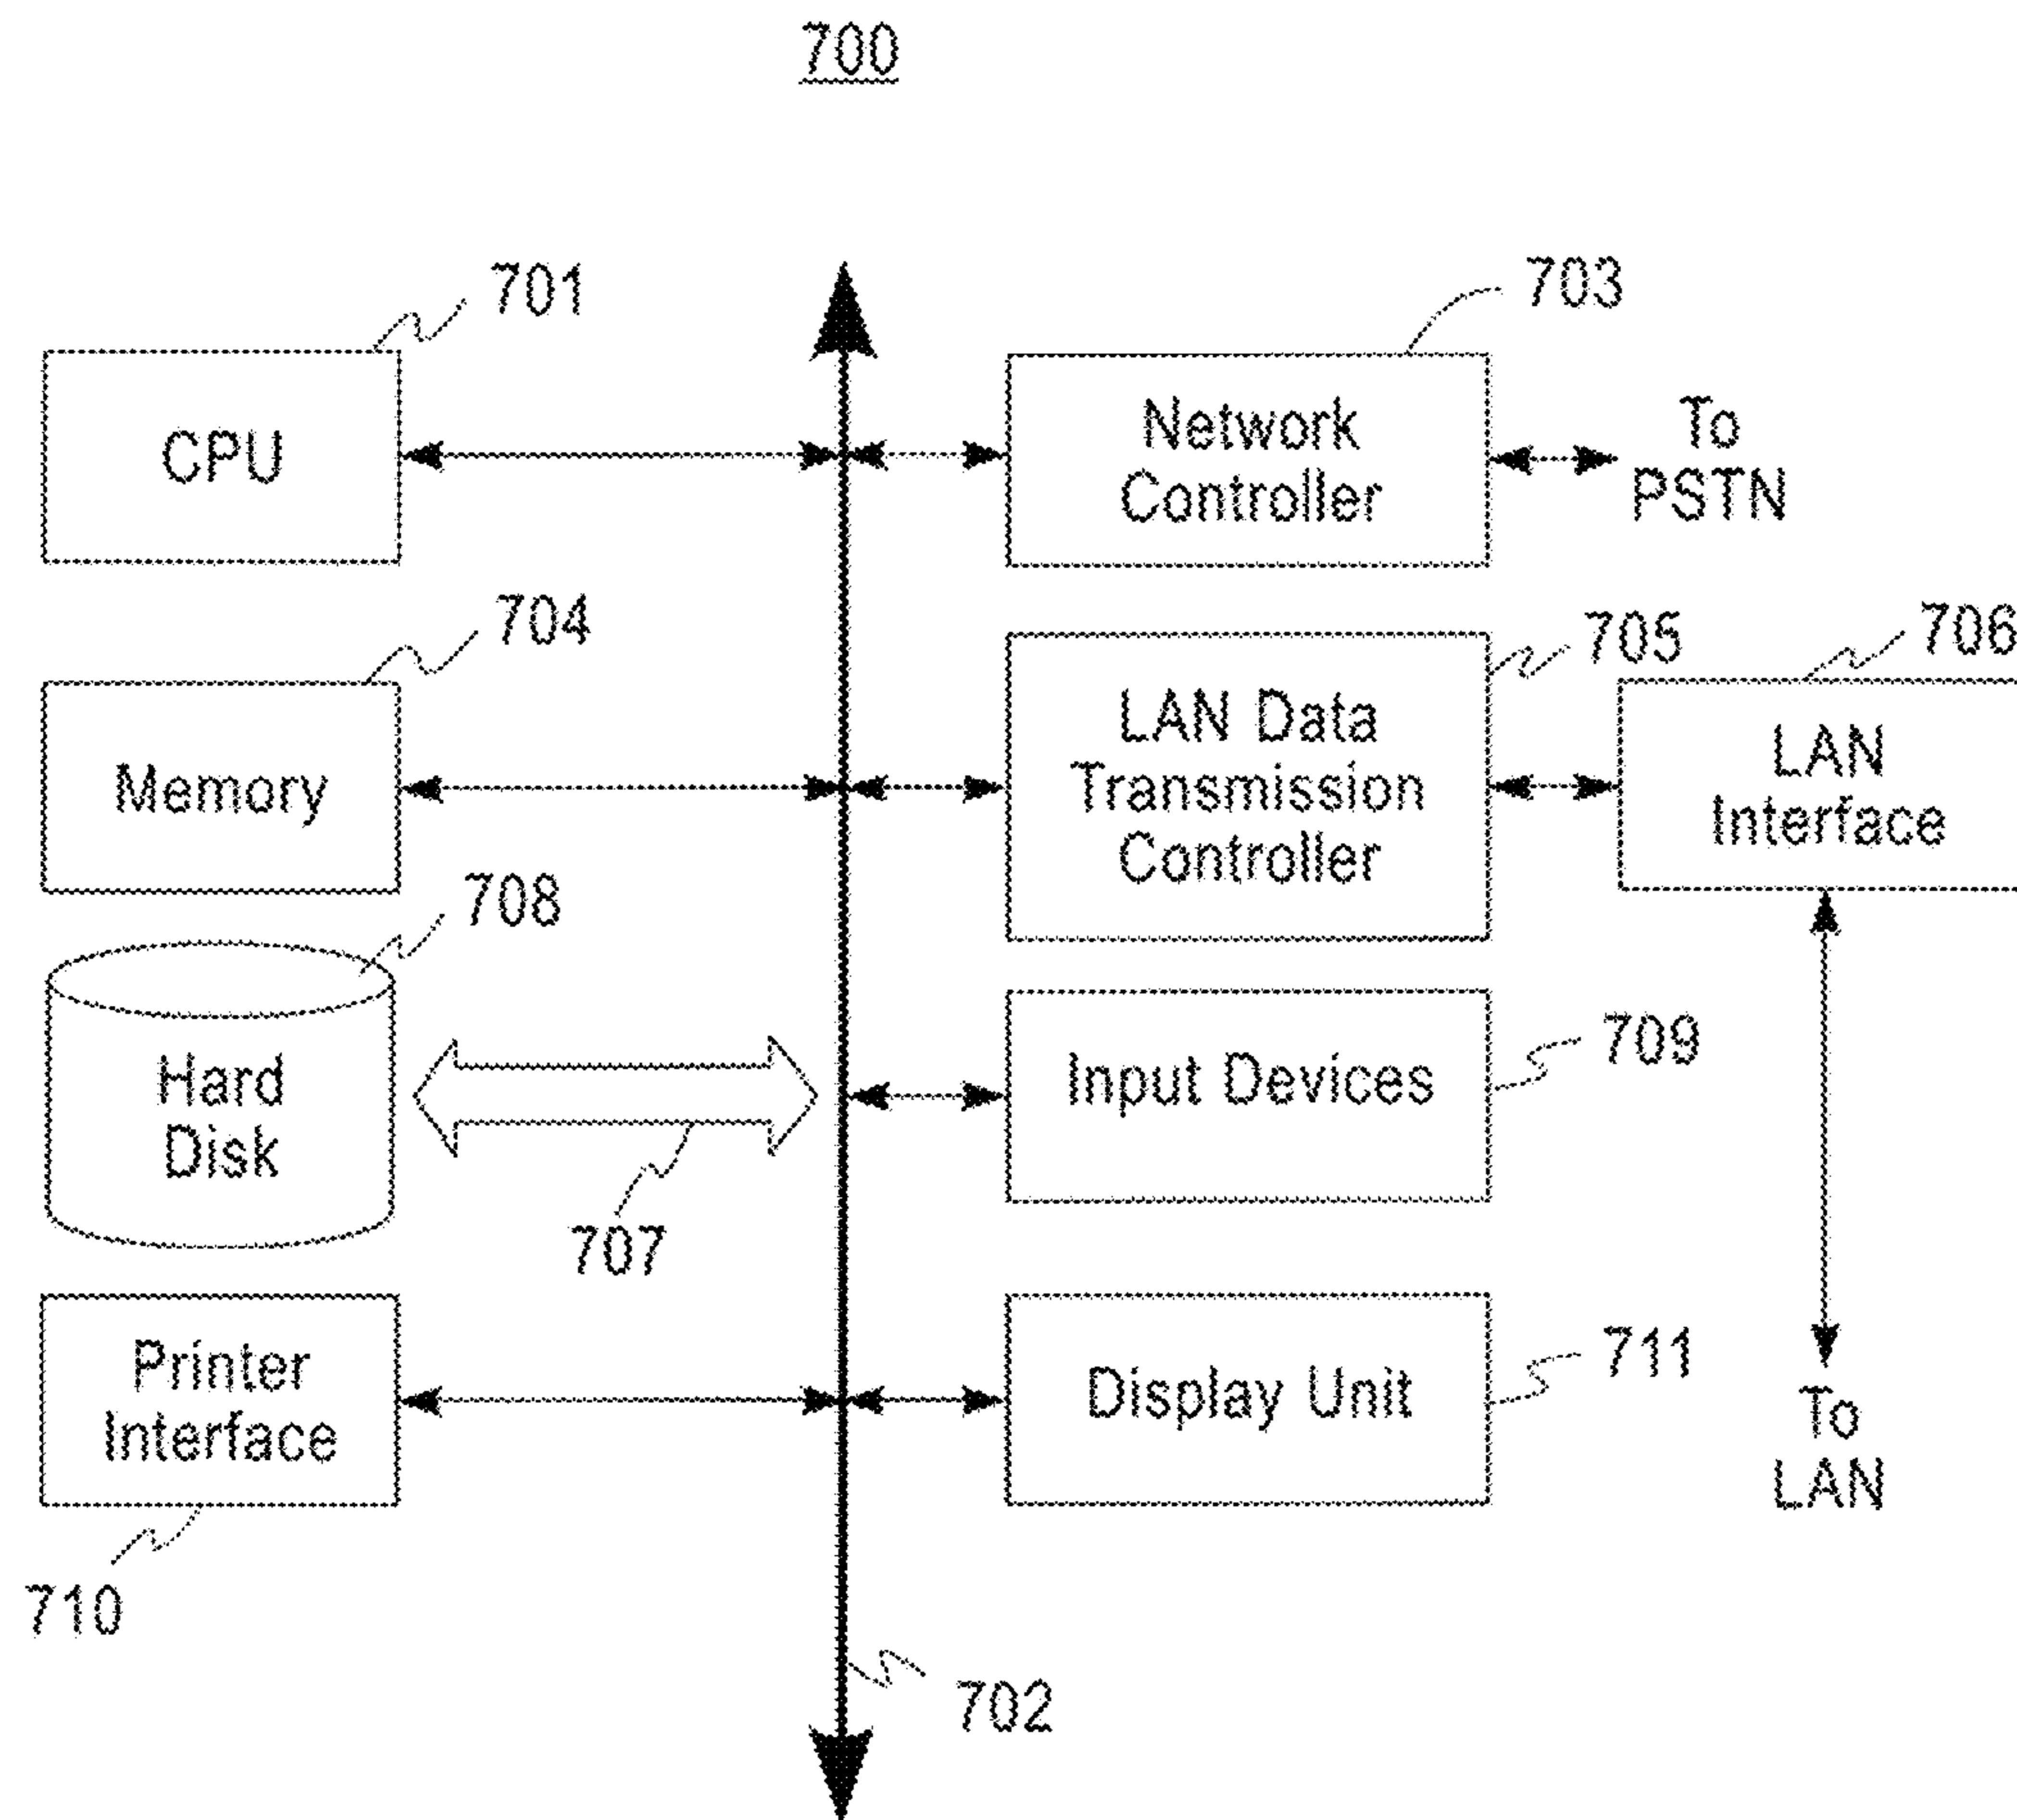 700
701
703
CPU
Network
Controller
To
PSTN
704
705
706
Memory
LAN Data
Transmission
Controller
LAN
Interface
708
Hard
Disk
707
Input Devices
709
Printer
Interface
Display Unit
711
To
LAN
710
702